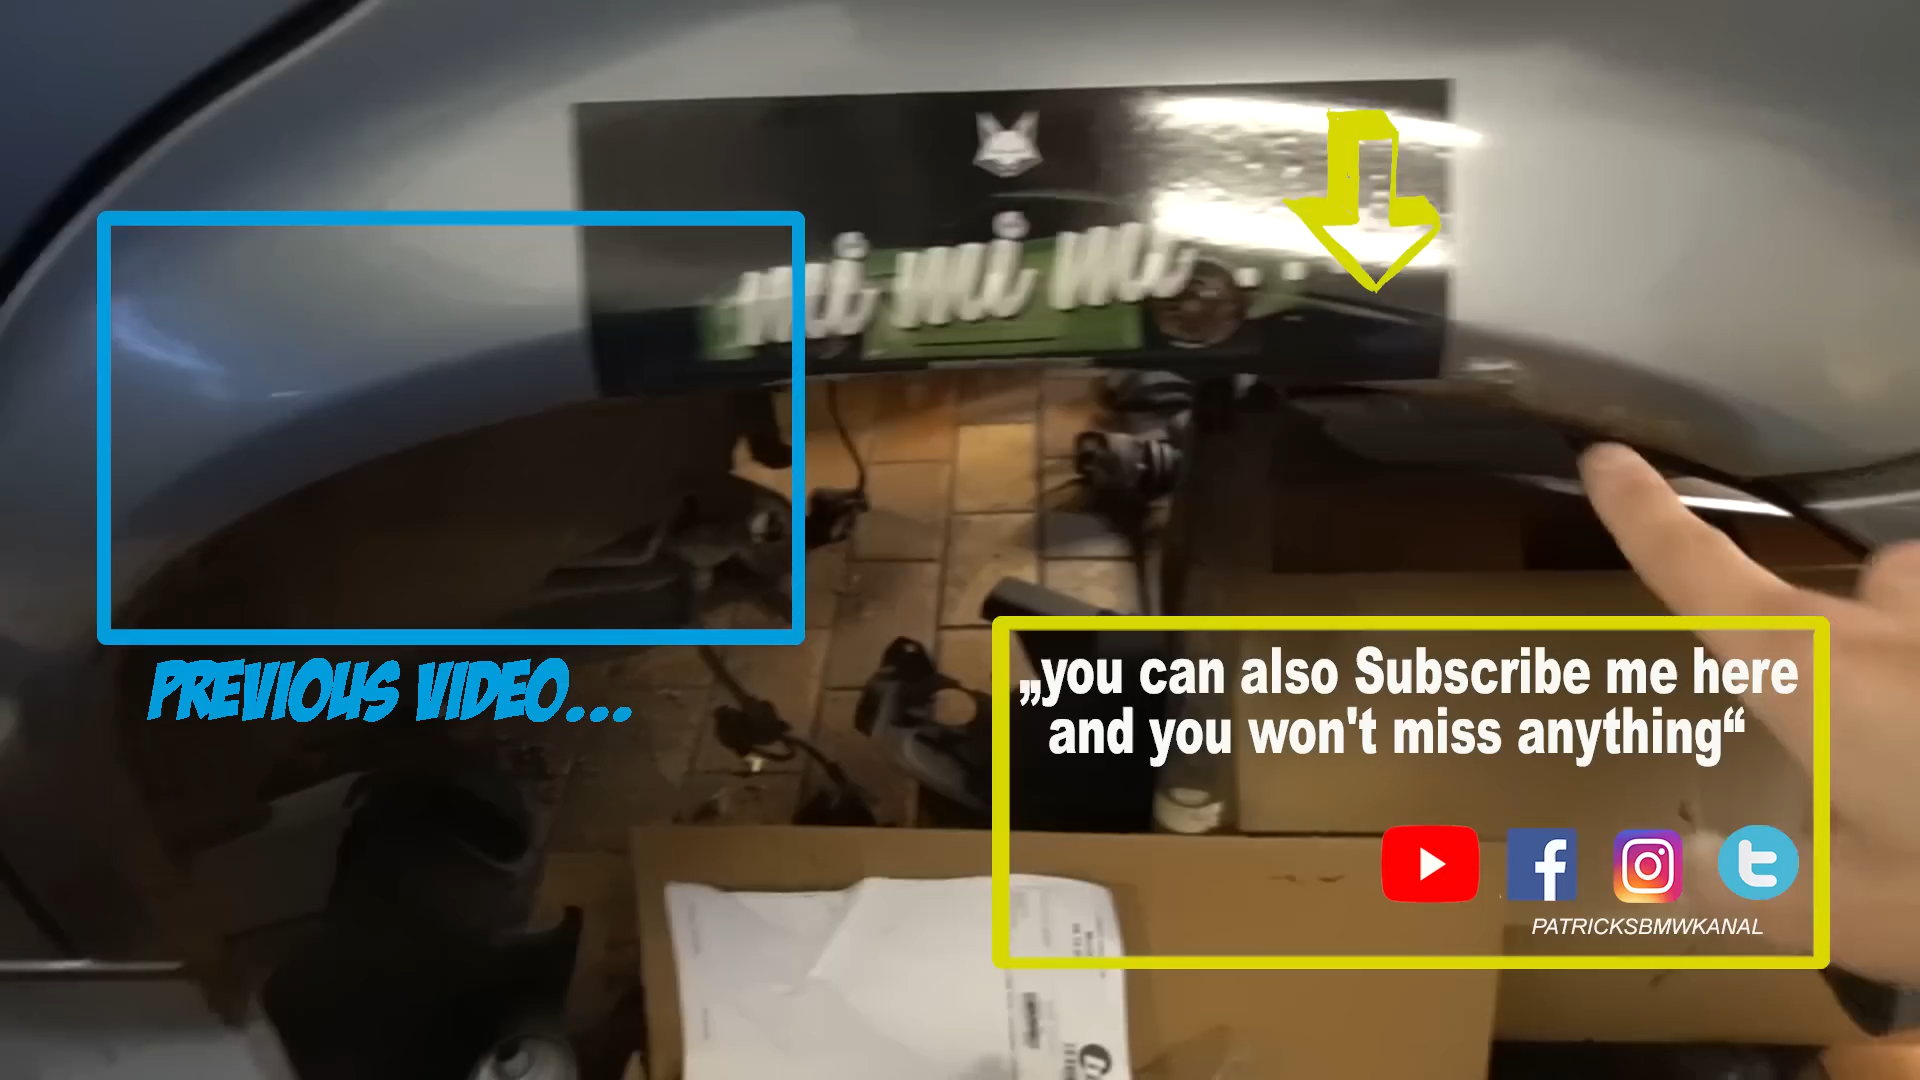 mi mi mi . . .
PREVIOUS VIDEO...
„you can also Subscribe me here
and you won't miss anything“
PATRICKSBMWKANAL